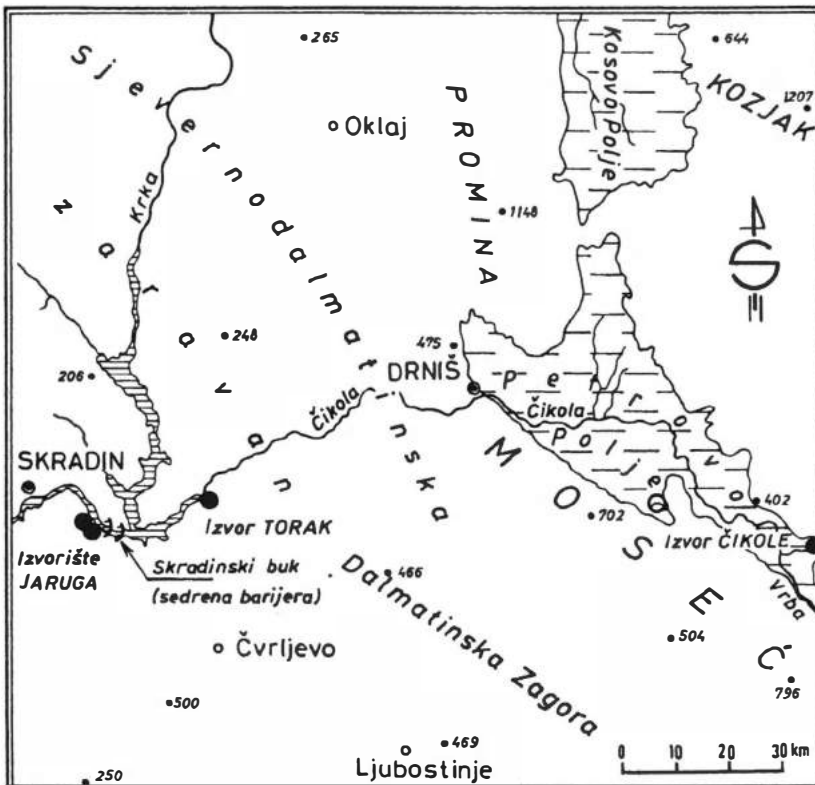 265
644
1207
KOZJAK
Kosovo Polje
Sjevernodalmatinska
zaravan
Oklaj
PROMINA
Krka
1148
248
475
206
DRNIŠ
Petrovo
Polje
Čikola
Čikola
SKRADIN
MOSEĆ
402
702
Izvor TORAK
Izvor ČIKOLE
Izvorište
JARUGA
Skradinski buk
(sedrena barijera)
466
Vrba
Dalmatinska Zagora
504
Čvrljevo
796
500
469
Ljubostinje
250
0 10 20 30 km